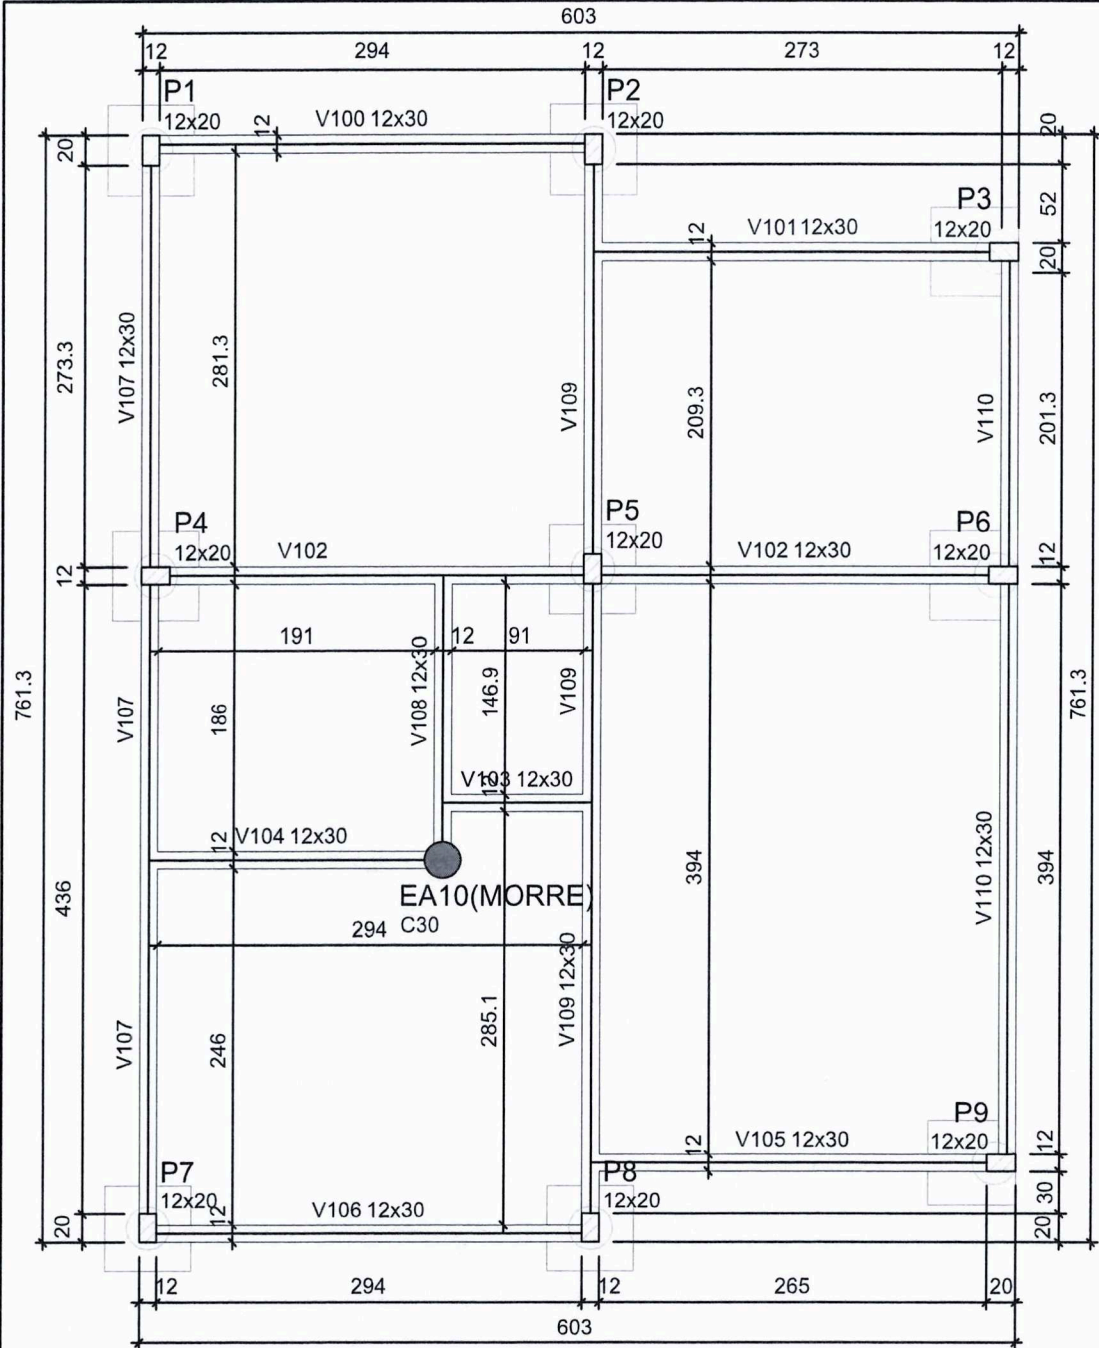 603
12 294 12 273 12
P1 P2
12x20 12 V100 12x30 12x20 20
20
52
P3
12 V101 12x30 12x20
20
V107 12x30
273.3
281.3
V109
209.3
V110
201.3
P4 P5 P6
12x20 V102 12x20 V102 12x30 12x20
12 12
191 12 91
761.3
V107
186
V108 12x30
146.9
V109
761.3
V103 12x30
12
12 V104 12x30
436
EA10(MORRE)
C30
294
394
V110 12x30
394
V107
246
285.1
V109 12x30
P9
12 V105 12x30 12x20 12
P7 P8
12x20 12 V106 12x30 12x20
30
20 20
12 294 12 265 20
603